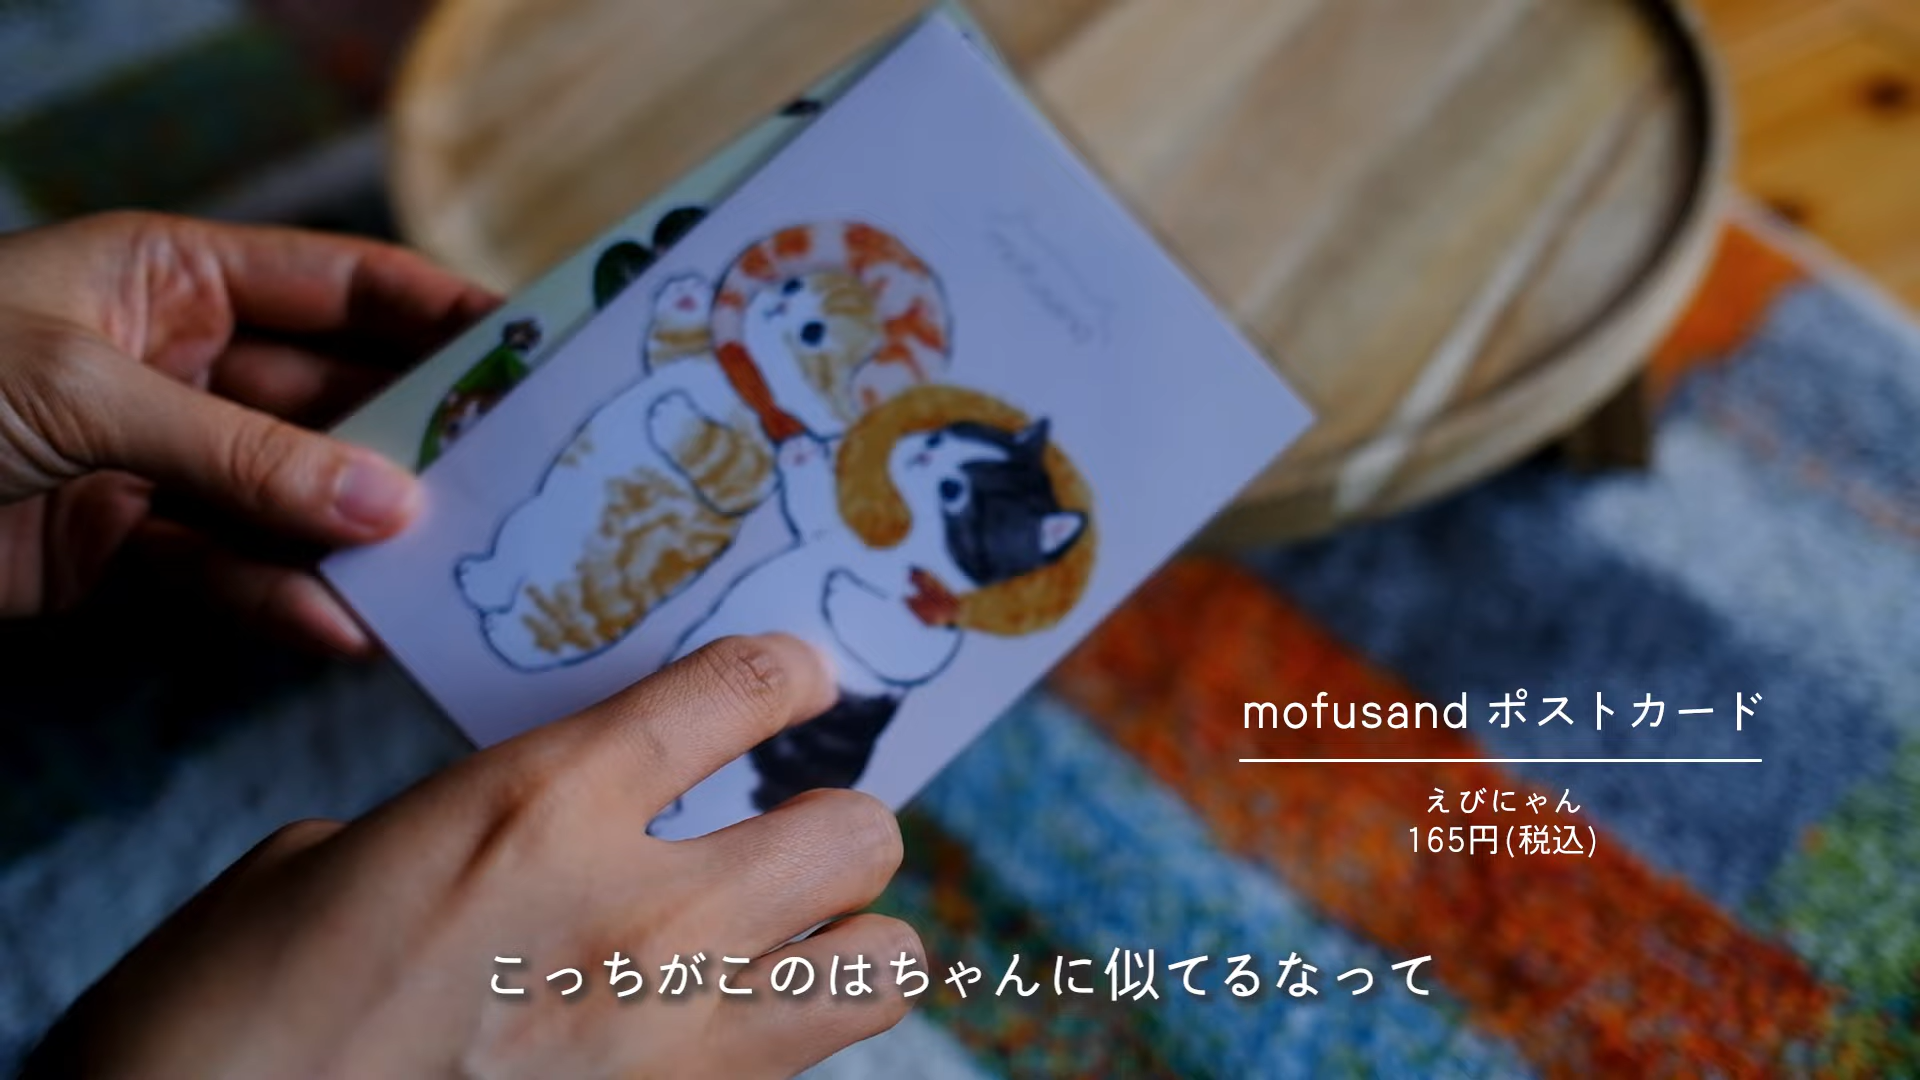 mofusand ポストカード
えびにゃん
165円(税込)
こっちがこのはちゃんに似てるなって